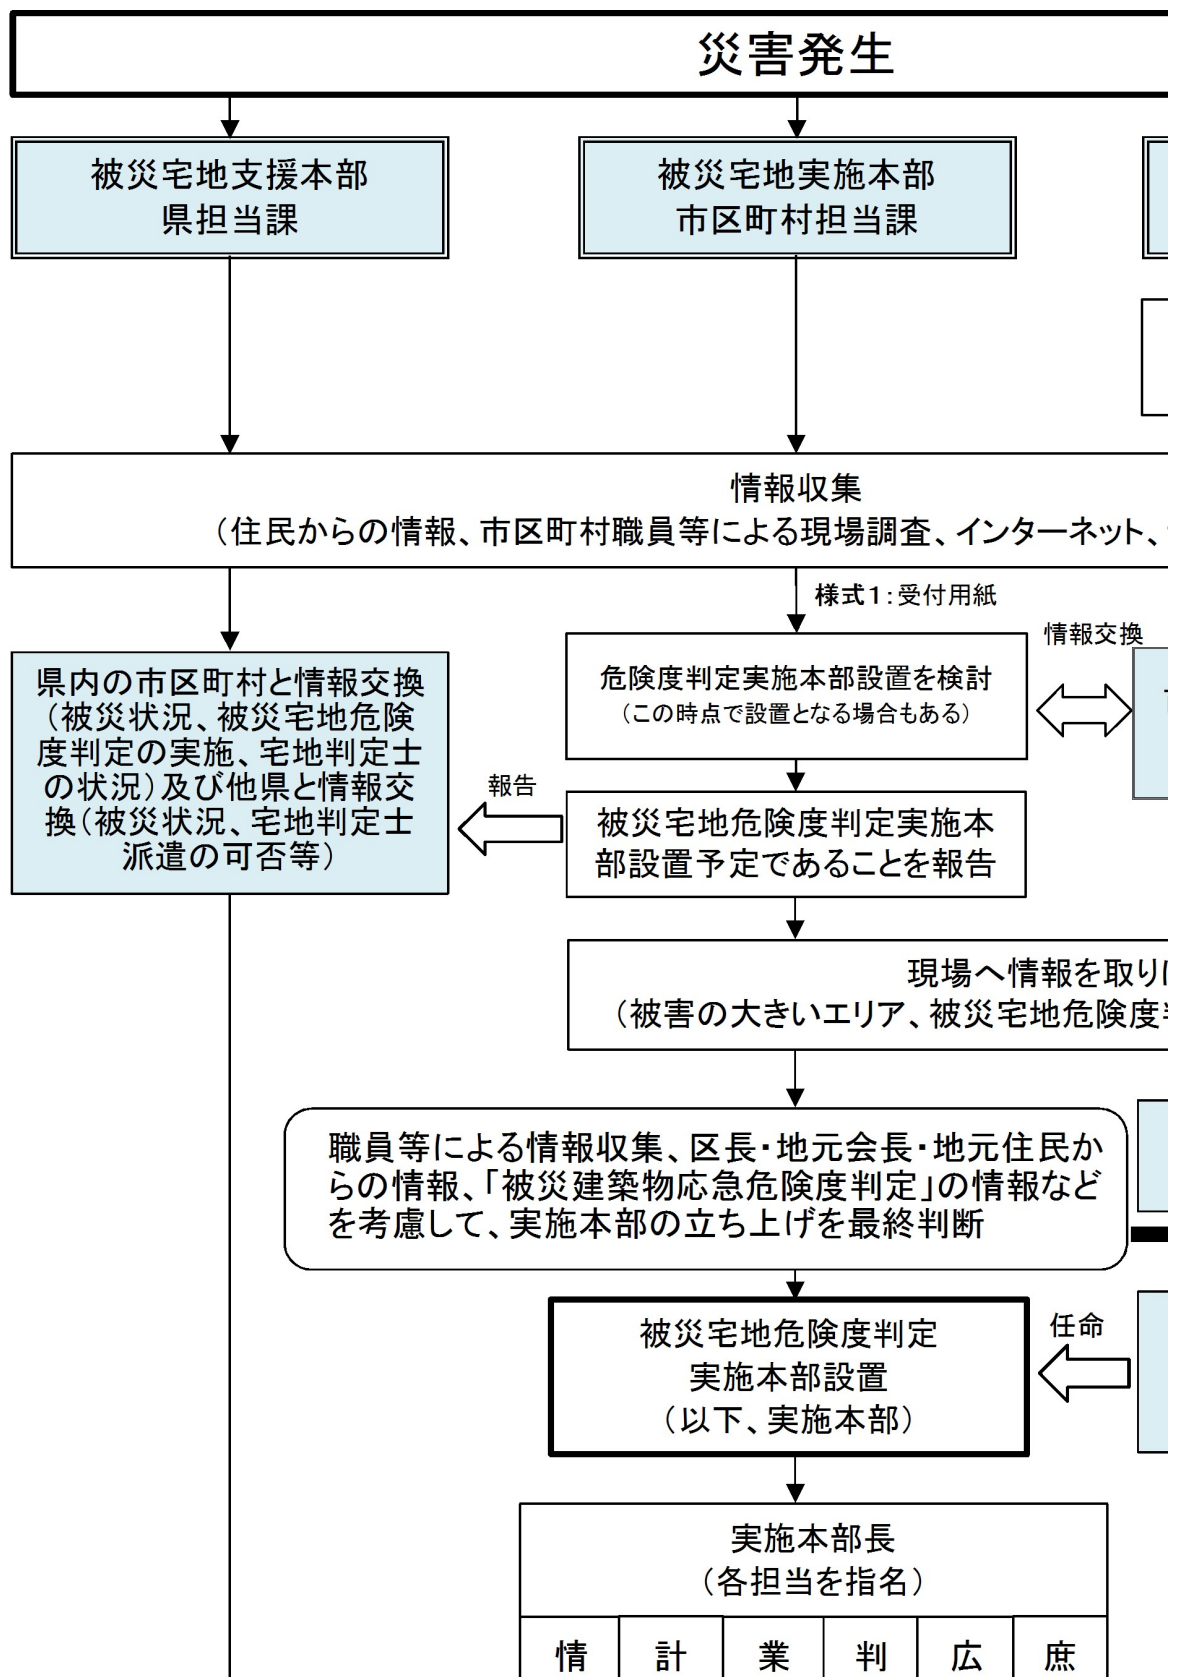 災害発生
被災宅地支援本部
県担当課
被災宅地実施本部
市区町村担当課
情報収集
（住民からの情報、市区町村職員等による現場調査、インターネット、
様式１：受付用紙
危険度判定実施本部設置を検討
（この時点で設置となる場合もある）
情報交換
県内の市区町村と情報交換
（被災状況、被災宅地危険
度判定の実施、宅地判定士
の状況）及び他県と情報交
換（被災状況、宅地判定士
派遣の可否等）
報告
被災宅地危険度判定実施本
部設置予定であることを報告
現場へ情報を取り
（被害の大きいエリア、被災宅地危険度
職員等による情報収集、区長・地元会長・地元住民か
らの情報、「被災建築物応急危険度判定」の情報など
を考慮して、実施本部の立ち上げを最終判断
被災宅地危険度判定
実施本部設置
（以下、実施本部）
任命
実施本部長
（各担当を指名）
情 計 業 判 広 庶